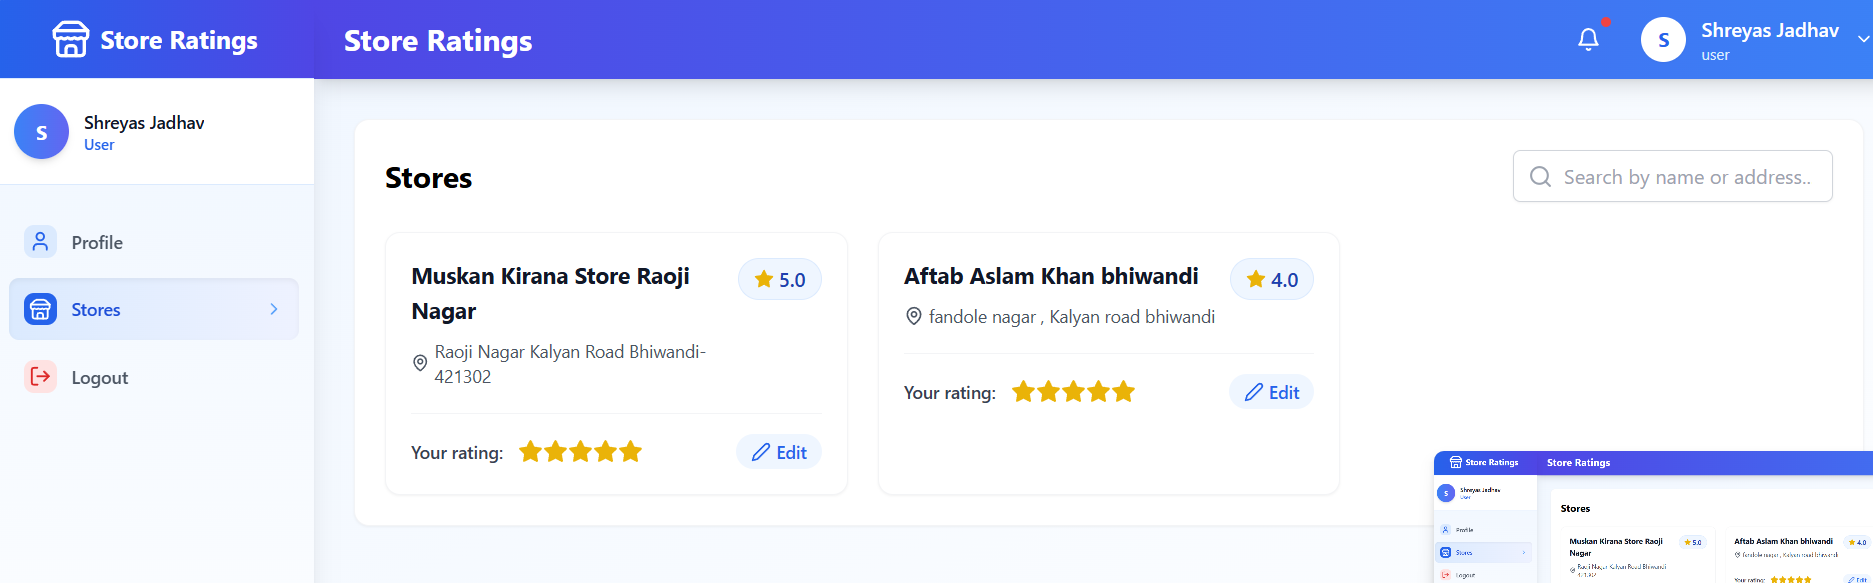 Store Ratings
Store Ratings
S
Shreyas Jadhav
user
S
Shreyas Jadhav
User
Profile
Stores
Logout
Stores
Search by name or address..
Muskan Kirana Store Raoji
Nagar
5.0
Raoji Nagar Kalyan Road Bhiwandi-
421302
Your rating:
Edit
Aftab Aslam Khan bhiwandi
4.0
fandole nagar , Kalyan road bhiwandi
Your rating:
Edit
Store Ratings
Store Ratings
S
Shreyas Jadhav
User
Profile
Stores
Logout
Stores
Muskan Kirana Store Raoji
Nagar
5.0
Raoji Nagar Kalyan Road Bhiwandi-
421302
Aftab Aslam Khan bhiwandi
4.0
fandole nagar , Kalyan road bhiwandi
Your rating:
Edit